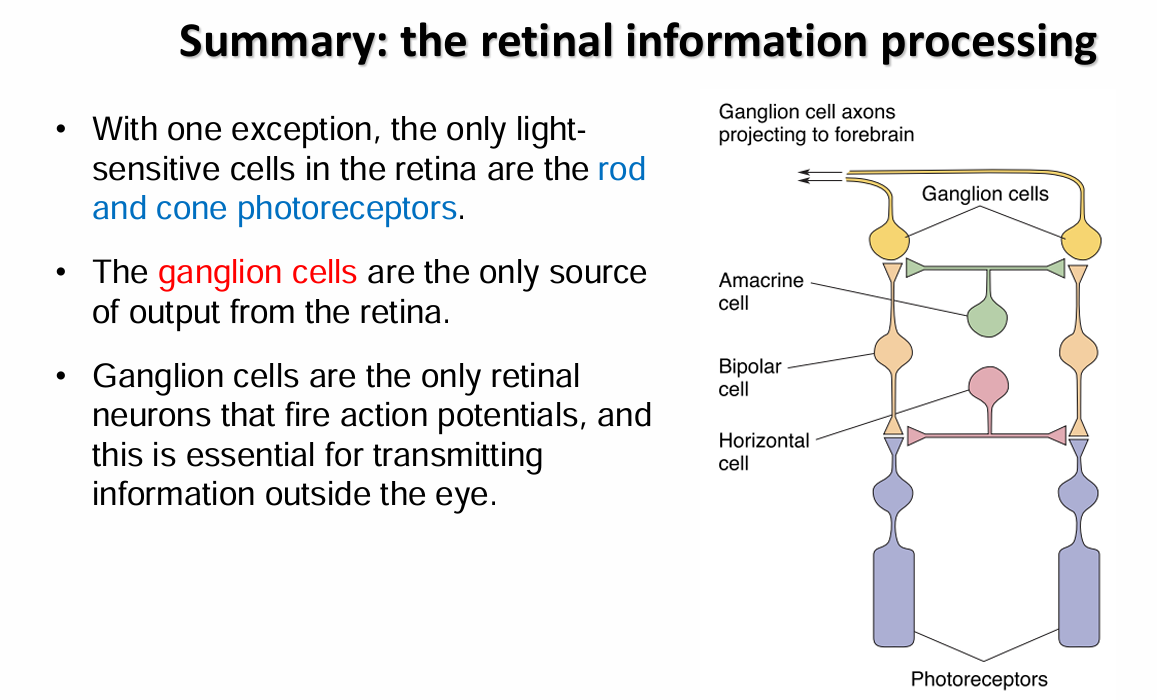 Summary: the retinal information processing
• With one exception, the only light-
sensitive cells in the retina are the rod
and cone photoreceptors.
• The ganglion cells are the only source
of output from the retina.
• Ganglion cells are the only retinal
neurons that fire action potentials, and
this is essential for transmitting
information outside the eye.
Ganglion cell axons
projecting to forebrain
Ganglion cells
Amacrine
cell
Bipolar
cell
Horizontal
cell
Photoreceptors